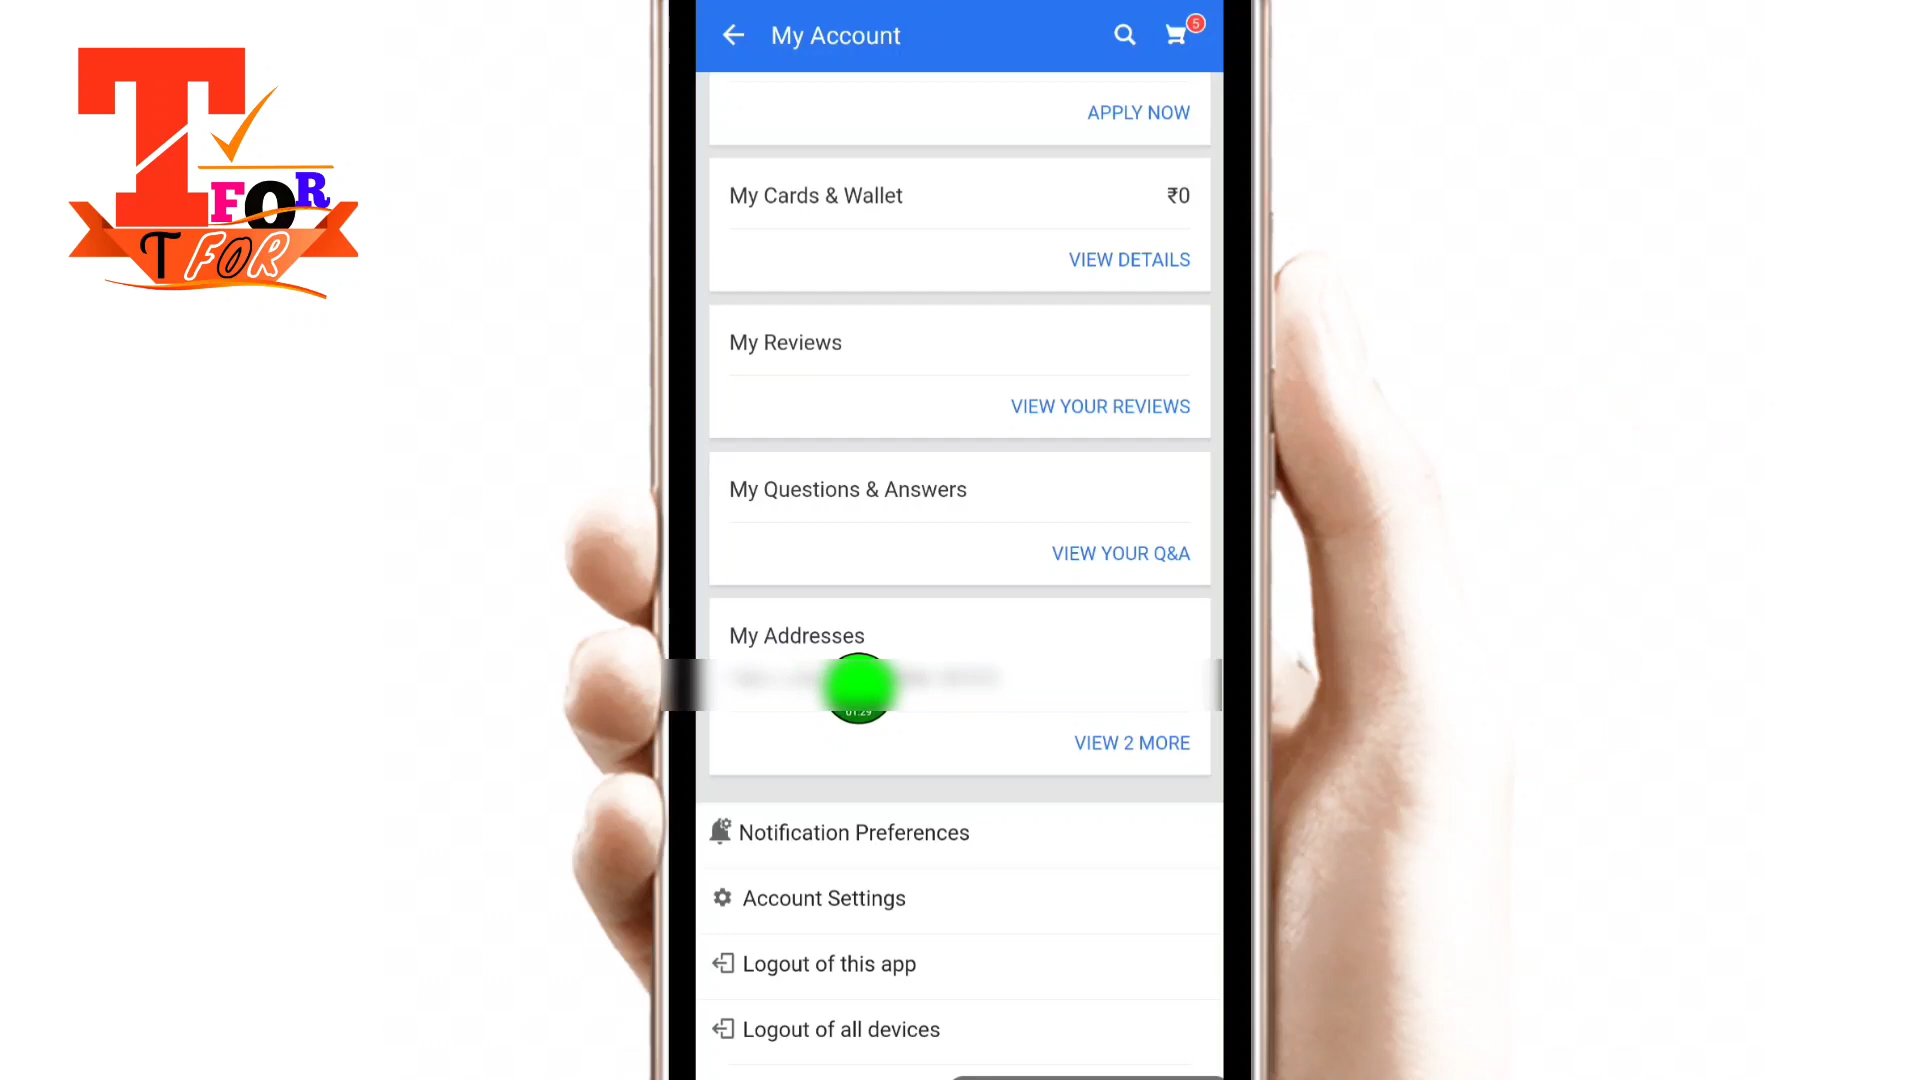 My Account
5
APPLY NOW
My Cards & Wallet
₹0
VIEW DETAILS
My Reviews
VIEW YOUR REVIEWS
My Questions & Answers
VIEW YOUR Q&A
My Addresses
01:29
VIEW 2 MORE
Notification Preferences
Account Settings
Logout of this app
Logout of all devices
T
FOR
T FOR